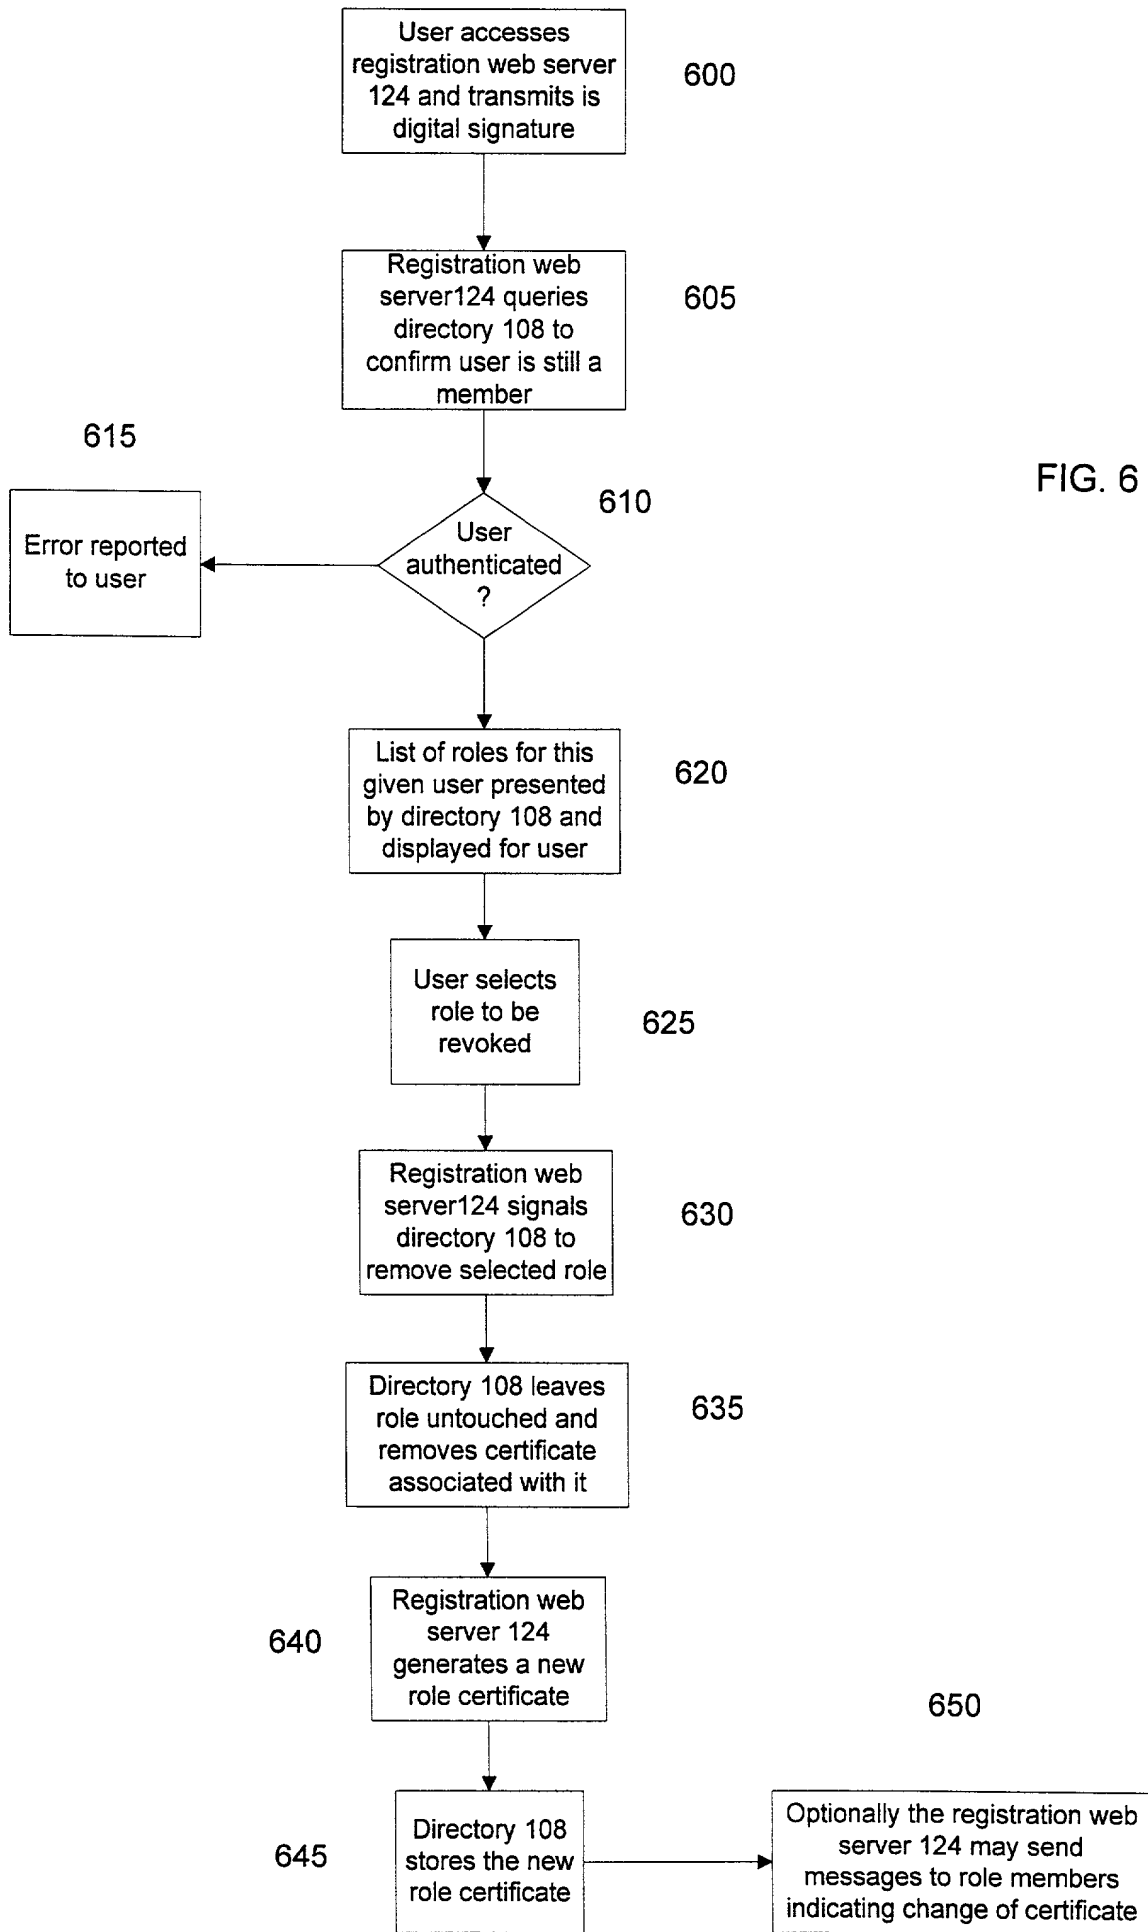 User accesses
registration web server
124 and transmits is
digital signature
600
Registration web
server124 queries
directory 108 to
confirm user is still a
member
605
615
FIG. 6
610
Error reported
to user
User
authenticated
?
List of roles for this
given user presented
by directory 108 and
displayed for user
620
User selects
role to be
revoked
625
Registration web
server124 signals
directory 108 to
remove selected role
630
Directory 108 leaves
role untouched and
removes certificate
associated with it
635
Registration web
server 124
generates a new
role certificate
640
650
Directory 108
stores the new
role certificate
645
Optionally the registration web
server 124 may send
messages to role members
indicating change of certificate